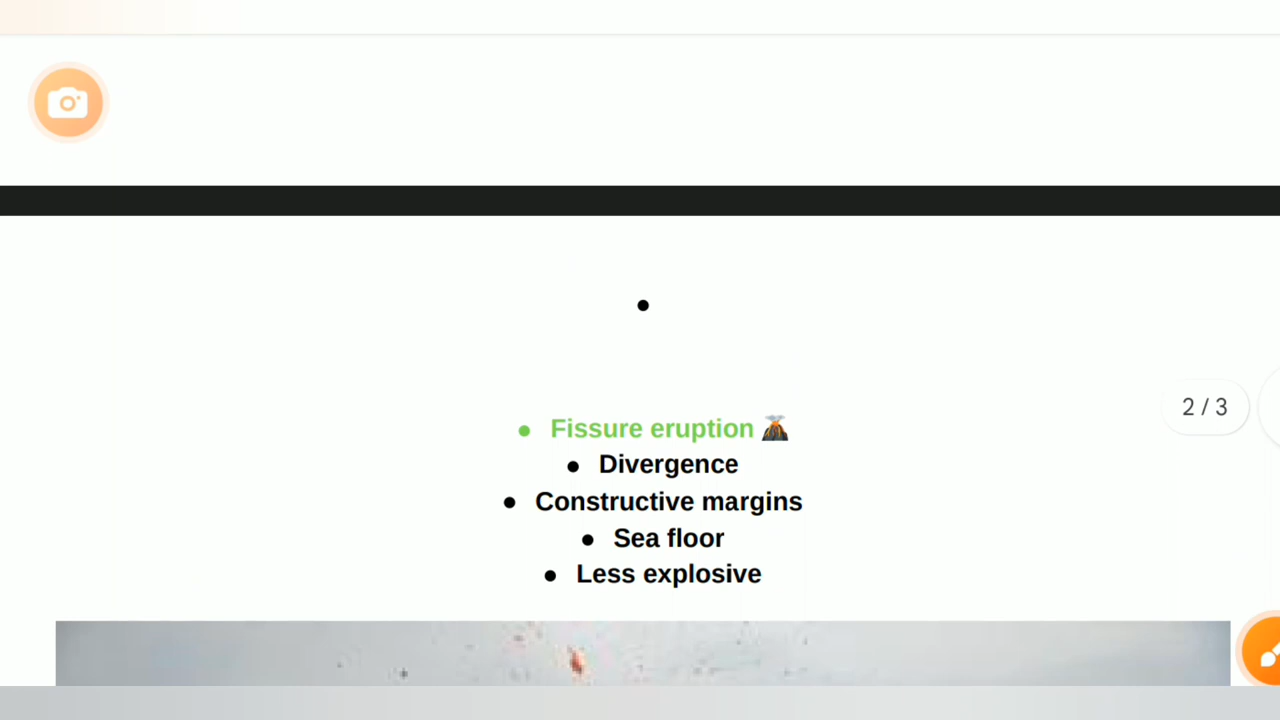 2 / 3
• Fissure eruption 🌋
• Divergence
• Constructive margins
• Sea floor
• Less explosive